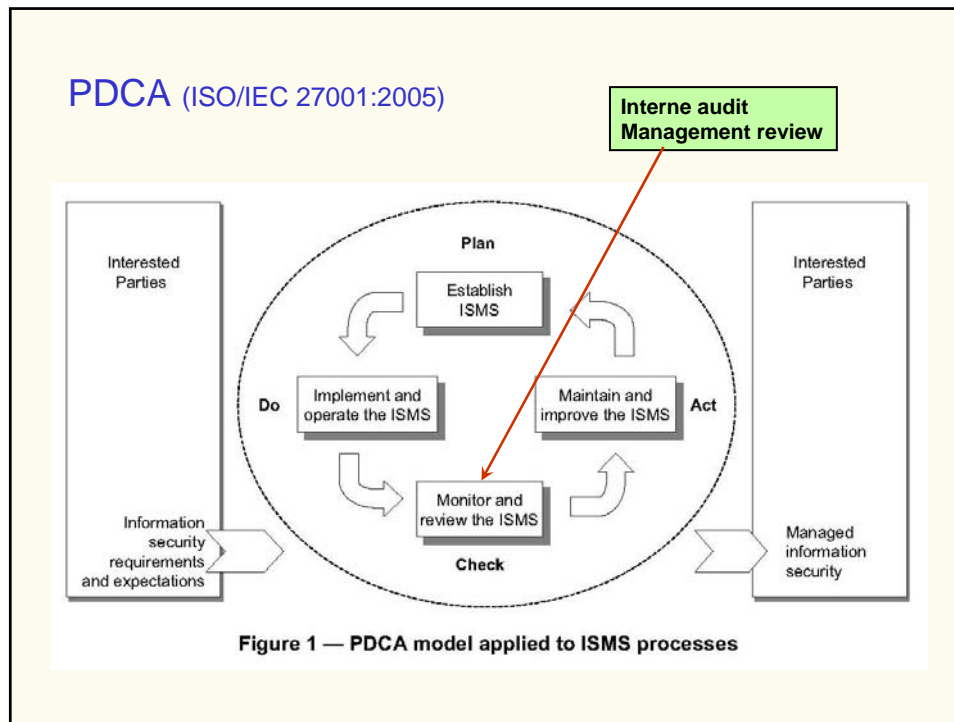 PDCA (ISO/IEC 27001:2005)
Interne audit
Management review
Interested
Parties
Information
security
requirements
and expectations
Plan
Establish
ISMS
Do
Implement and
operate the ISMS
Maintain and
improve the ISMS
Act
Monitor and
review the ISMS
Check
Interested
Parties
Managed
information
security
Figure 1 — PDCA model applied to ISMS processes